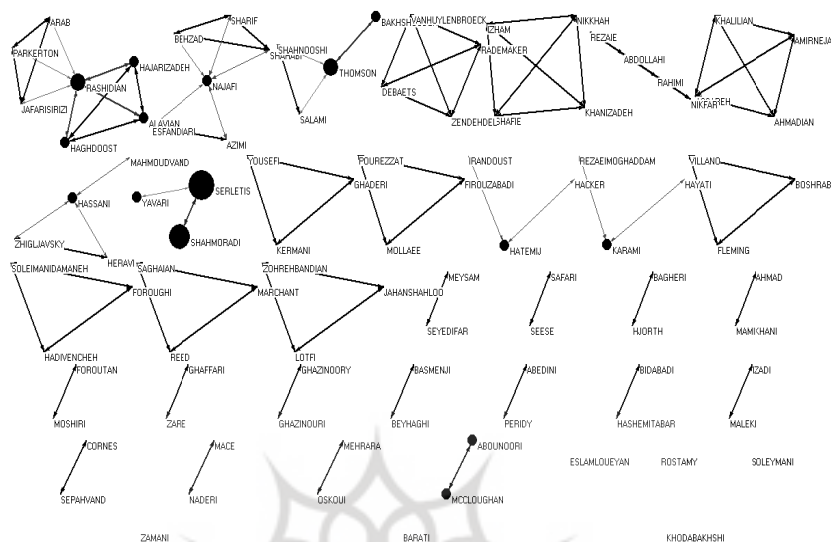 ARAB
SHARIF
BAKHSH
VANHUYLENBROECK
IZHAM
NIKKHAH
KHALILIAN
PARKERTON
BEHZAD
SHAHNOOSHI
SHARABI
RADEMAKER
REZAIE
AMIRNEJA
HAJARIZADEH
THOMSON
ABDOLLAHI
RASHIDIAN
NAJAFI
DEBAETS
RAHIMI
JAFARISIRIZI
SALAMI
KHANIZADEH
NIKFAR
ALAVIAN
ESFANDIARI
ZENDEHDEL
SHAFIE
AHMADIAN
HAGHDOOST
AZIMI
MAHMOUDVAND
YOUSEFI
POUREZZAT
IRANDOUST
REZAEIMOGHADDAM
VILLANO
GHADERI
FIROUZABADI
HACKER
HAYATI
BOSHRAB
HASSANI
YAVARI
SERLETIS
ZHIGLJAVSKY
SHAHMORADI
KERMANI
MOLLAEE
HATEMIJ
KARAMI
FLEMING
HERAVI
SOLEIMANIDAMANEH
SAGHAIAN
ZOHREHBANDIAN
MEYSAM
SAFARI
BAGHERI
AHMAD
FOROUGHI
MARCHANT
JAHANSHAHLOO
SEYEDIFAR
SEESE
HJORTH
MAMIKHANI
HADIVENCHEH
REED
LOTFI
FOROUTAN
GHAFFARI
GHAZINOORY
BASMENJI
ABEDINI
BIDABADI
IZADI
MOSHIRI
ZARE
GHAZINOURI
BEYHAGHI
PERIDY
HASHEMITABAR
MALEKI
CORNES
MACE
MEHRARA
ABOUNOORI
ESLAMLOUEYAN
ROSTAMY
SOLEYMANI
SEPAHVAND
NADERI
OSKOUI
MCCLOUGHAN
ZAMANI
BARATI
KHODABAKHSHI